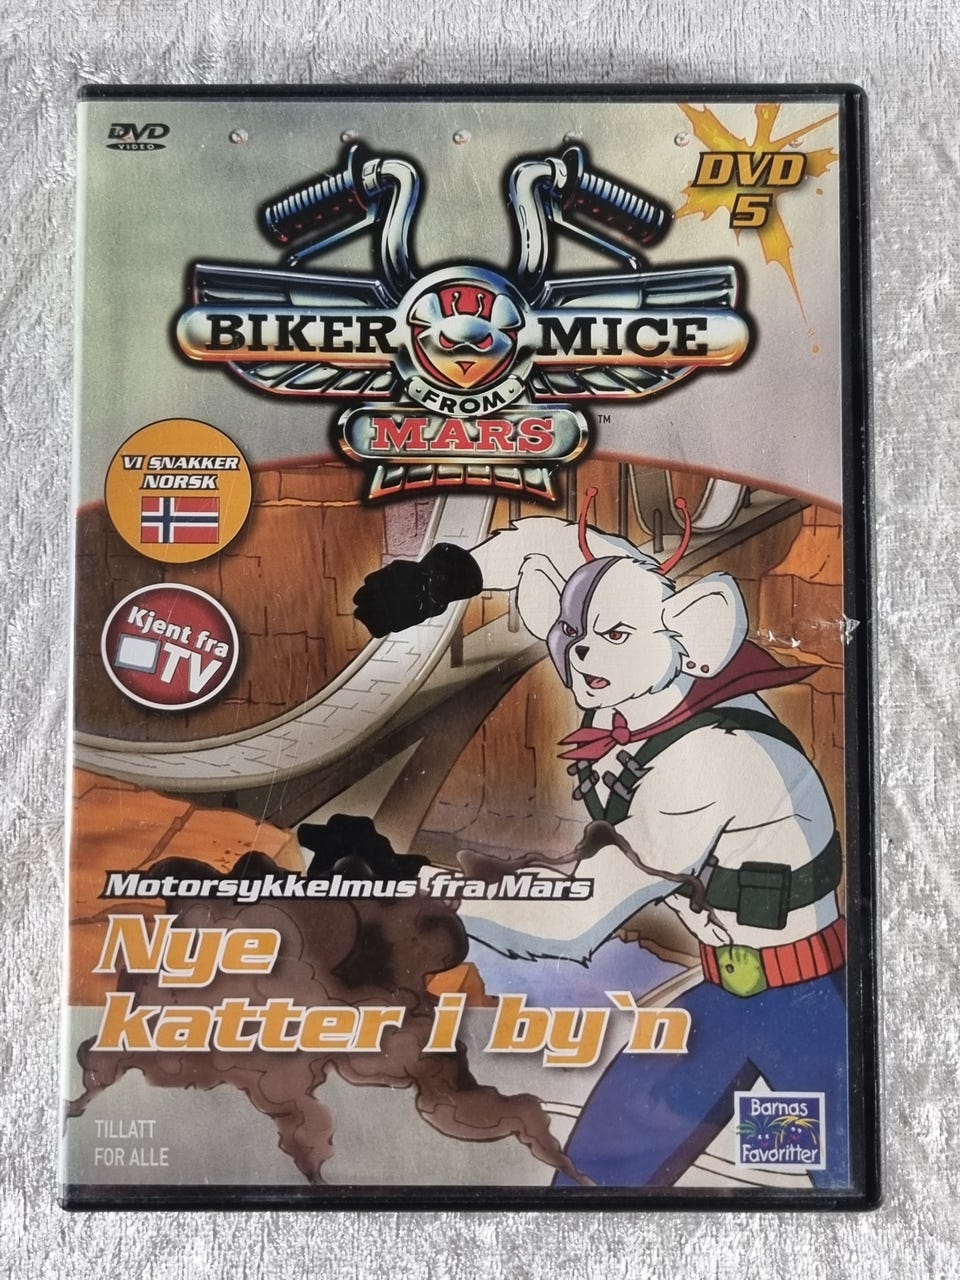 DVD
VIDEO
DVD
5
BIKER MICE
FROM
MARS
TM
VI SNAKKER
NORSK
Kjent fra
TV
Motorsykkelmus fra Mars
Nye
katter i by`n
TILLATT
FOR ALLE
Barnas
Favoritter